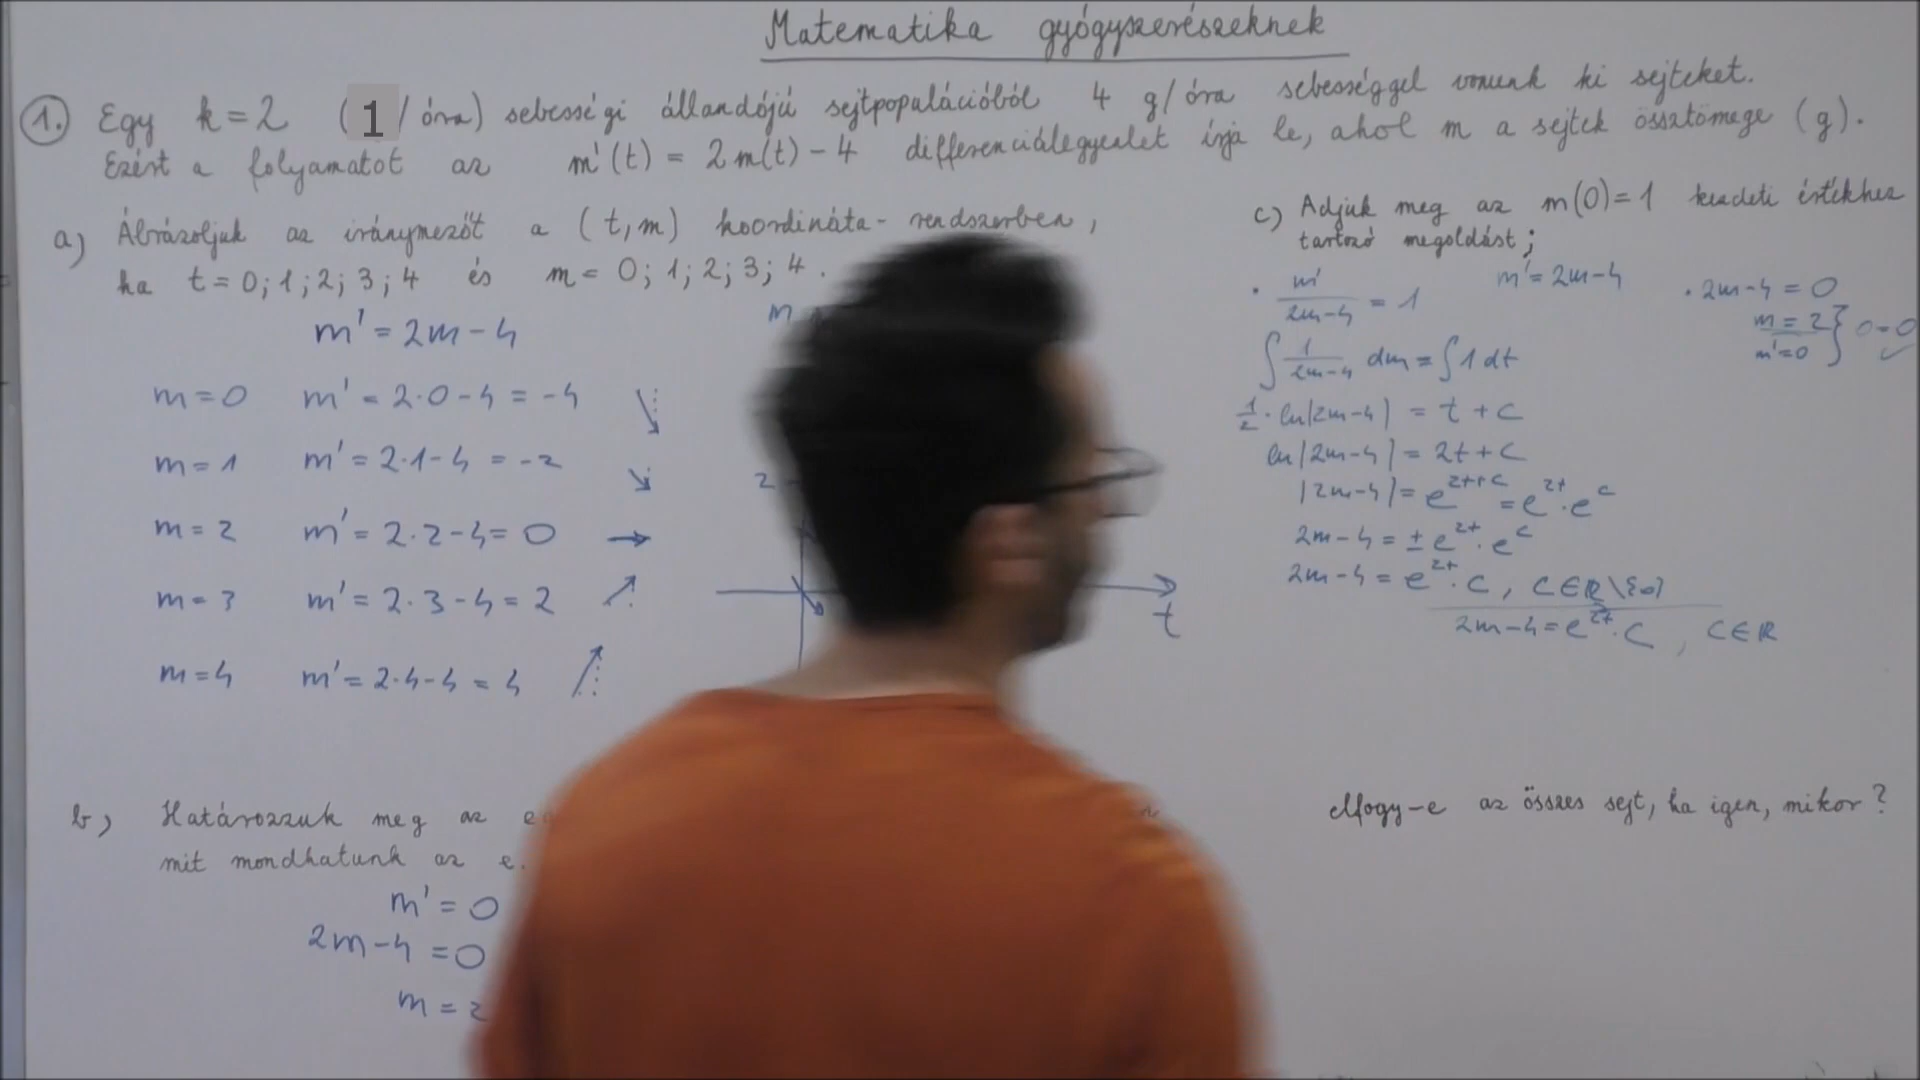 Matematika gyógyszerészeknek
1. Egy k=2 (1/óra) sebességi állandójú sejtpopulációból 4 g/óra sebességgel vonunk ki sejteket.
Ezért a folyamatot az m'(t) = 2m(t) - 4 differenciálegyenlet írja le, ahol m a sejtek össztömege (g).
a) Ábrázoljuk az iránymezőt a (t,m) koordináta-rendszerben,
ha t=0; 1; 2; 3; 4 és m= 0; 1; 2; 3; 4.
m' = 2m - 4
m=0 m' = 2·0-4 = -4
m=1 m' = 2·1-4 = -2
m=2 m' = 2·2-4= 0
m=3 m' = 2·3-4 = 2
m=4 m' = 2·4-4 = 4
m
2
t
b) Határozzuk meg az
mit mondhatunk az
m' = 0
2m-4 = 0
m = 2
c) Adjuk meg az m(0)=1 kezdeti értékhez
tartozó megoldást;
· m'/(2m-4) = 1 m'=2m-4 · 2m-4 = 0
m=2 } 0=0 ✓
m'=0
∫ 1/(2m-4) dm = ∫ 1 dt
1/2 · ln|2m-4| = t + c
ln|2m-4| = 2t + c
|2m-4| = e^(2t+c) = e^(2t) · e^c
2m-4 = ± e^(2t) · e^c
2m-4 = e^(2t) · C, C∈R\{0}
2m-4 = e^(2t) · C, C∈R
elfogy-e az összes sejt, ha igen, mikor?